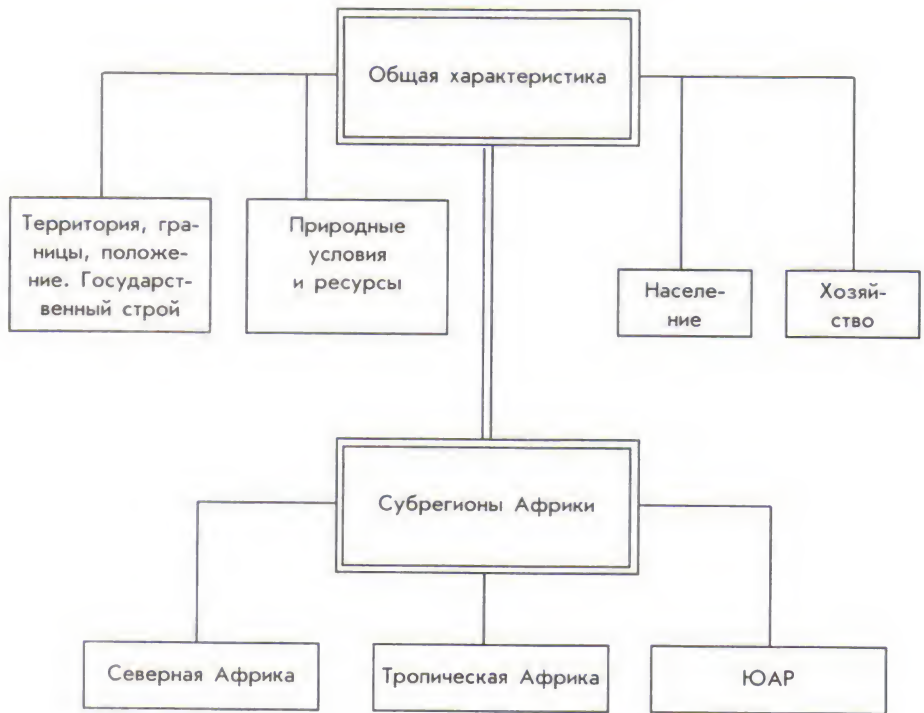 Общая характеристика
Территория, гра-
ницы, положе-
ние. Государст-
венный строй
Природные
условия
и ресурсы
Населе-
ние
Хозяй-
ство
Субрегионы Африки
Северная Африка
Тропическая Африка
ЮАР